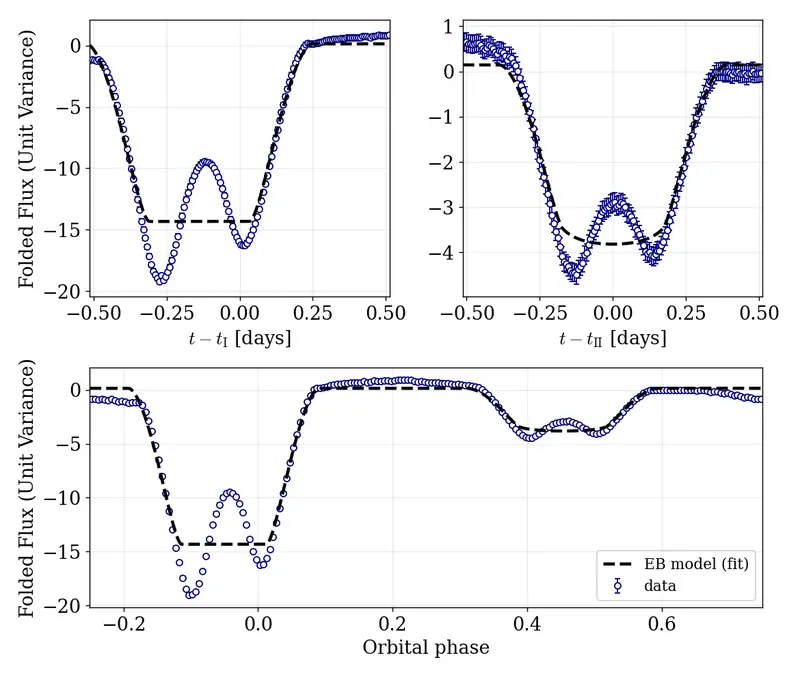 Folded Flux (Unit Variance)
0
−5
−10
−15
−20
−0.50 −0.25 0.00 0.25 0.50
t − t_I [days]
1
0
−1
−2
−3
−4
−0.50 −0.25 0.00 0.25 0.50
t − t_II [days]
Folded Flux (Unit Variance)
0
−5
−10
−15
−20
−0.2 0.0 0.2 0.4 0.6
Orbital phase
EB model (fit)
data